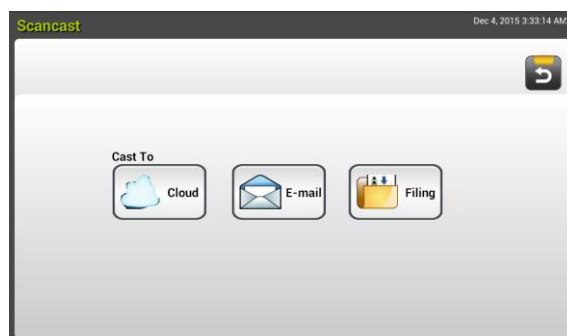 Scancast
Dec 4, 2015 3:33:14 AM
Cast To
Cloud
E-mail
Filing